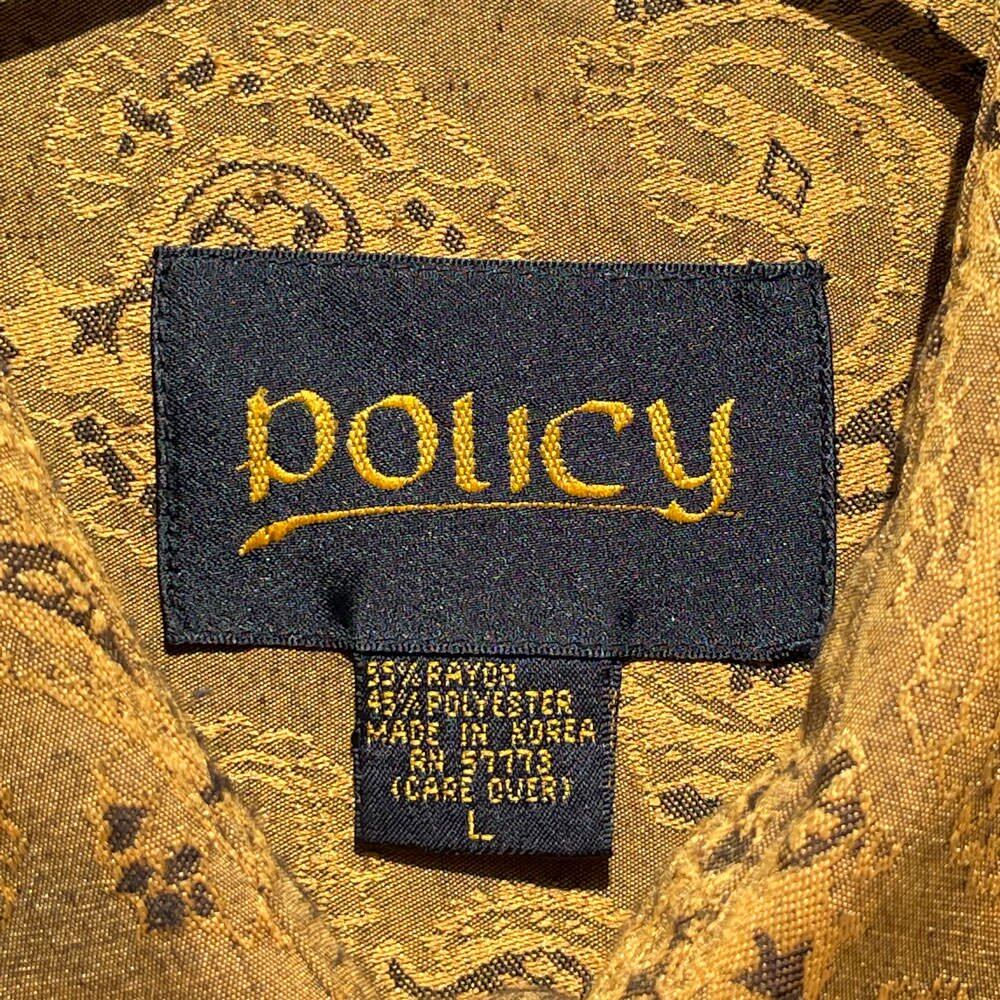 policy
55% RAYON
45% POLYESTER
MADE IN KOREA
RN 57773
(CARE OVER)
L